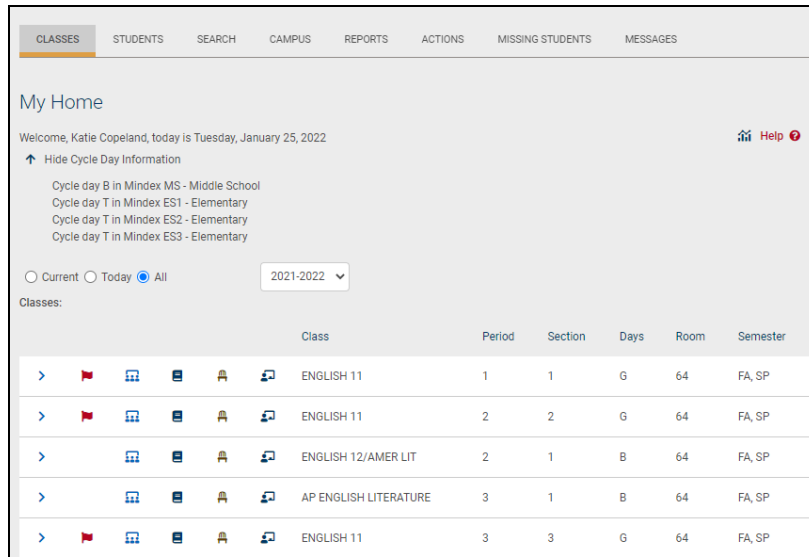 CLASSES STUDENTS SEARCH CAMPUS REPORTS ACTIONS MISSING STUDENTS MESSAGES
My Home
Welcome, Katie Copeland, today is Tuesday, January 25, 2022 Help
Hide Cycle Day Information
Cycle day B in Mindex MS - Middle School
Cycle day T in Mindex ES1 - Elementary
Cycle day T in Mindex ES2 - Elementary
Cycle day T in Mindex ES3 - Elementary
Current Today All 2021-2022
Classes:
Class Period Section Days Room Semester
ENGLISH 11 1 1 G 64 FA, SP
ENGLISH 11 2 2 G 64 FA, SP
ENGLISH 12/AMER LIT 2 1 B 64 FA, SP
AP ENGLISH LITERATURE 3 1 B 64 FA, SP
ENGLISH 11 3 3 G 64 FA, SP